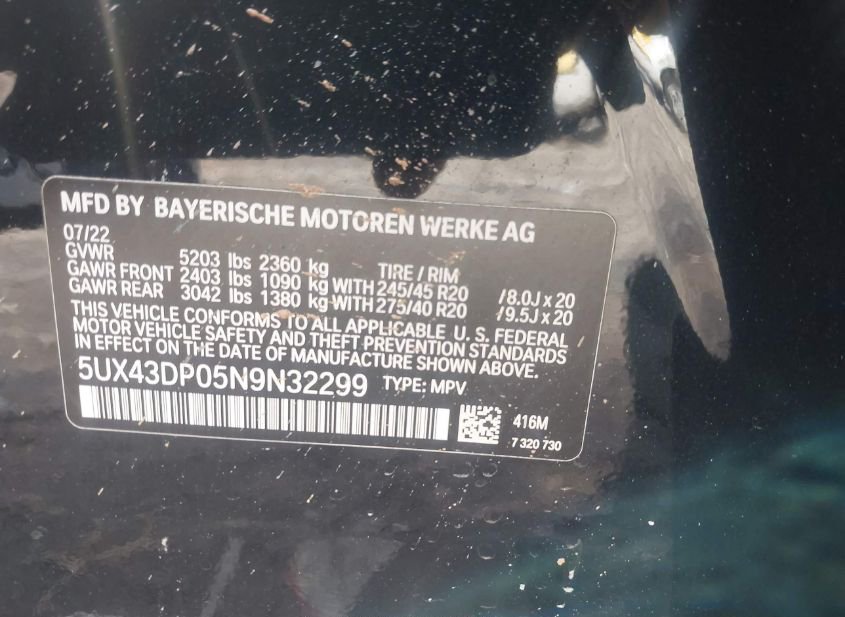 MFD BY BAYERISCHE MOTOREN WERKE AG
07/22
GVWR 5203 lbs 2360 kg TIRE / RIM
GAWR FRONT 2403 lbs 1090 kg WITH 245/45 R20 /8.0J x 20
GAWR REAR 3042 lbs 1380 kg WITH 275/40 R20 /9.5J x 20
THIS VEHICLE CONFORMS TO ALL APPLICABLE U. S. FEDERAL
MOTOR VEHICLE SAFETY AND THEFT PREVENTION STANDARDS
IN EFFECT ON THE DATE OF MANUFACTURE SHOWN ABOVE.
5UX43DP05N9N32299 TYPE: MPV
416M
7 320 730